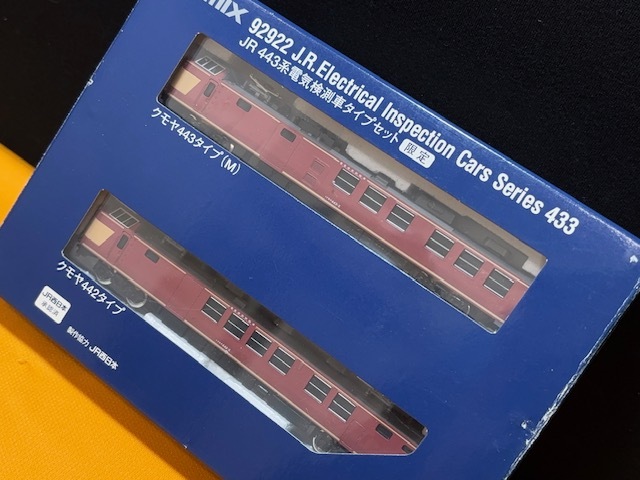 mix 92922 J.R.Electrical Inspection Cars Series 433
JR 443系電気検測車タイプセット 限定
クモヤ443タイプ(M)
クモヤ442タイプ
JR西日本
承認済
製作協力 JR西日本